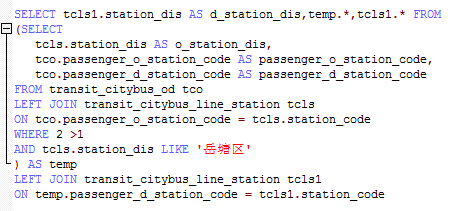 SELECT tcls1.station_dis AS d_station_dis,temp.*,tcls1.* FROM
(SELECT
tcls.station_dis AS o_station_dis,
tco.passenger_o_station_code AS passenger_o_station_code,
tco.passenger_d_station_code AS passenger_d_station_code
FROM transit_citybus_od tco
LEFT JOIN transit_citybus_line_station tcls
ON tco.passenger_o_station_code = tcls.station_code
WHERE 2 >1
AND tcls.station_dis LIKE '岳塘区'
) AS temp
LEFT JOIN transit_citybus_line_station tcls1
ON temp.passenger_d_station_code = tcls1.station_code